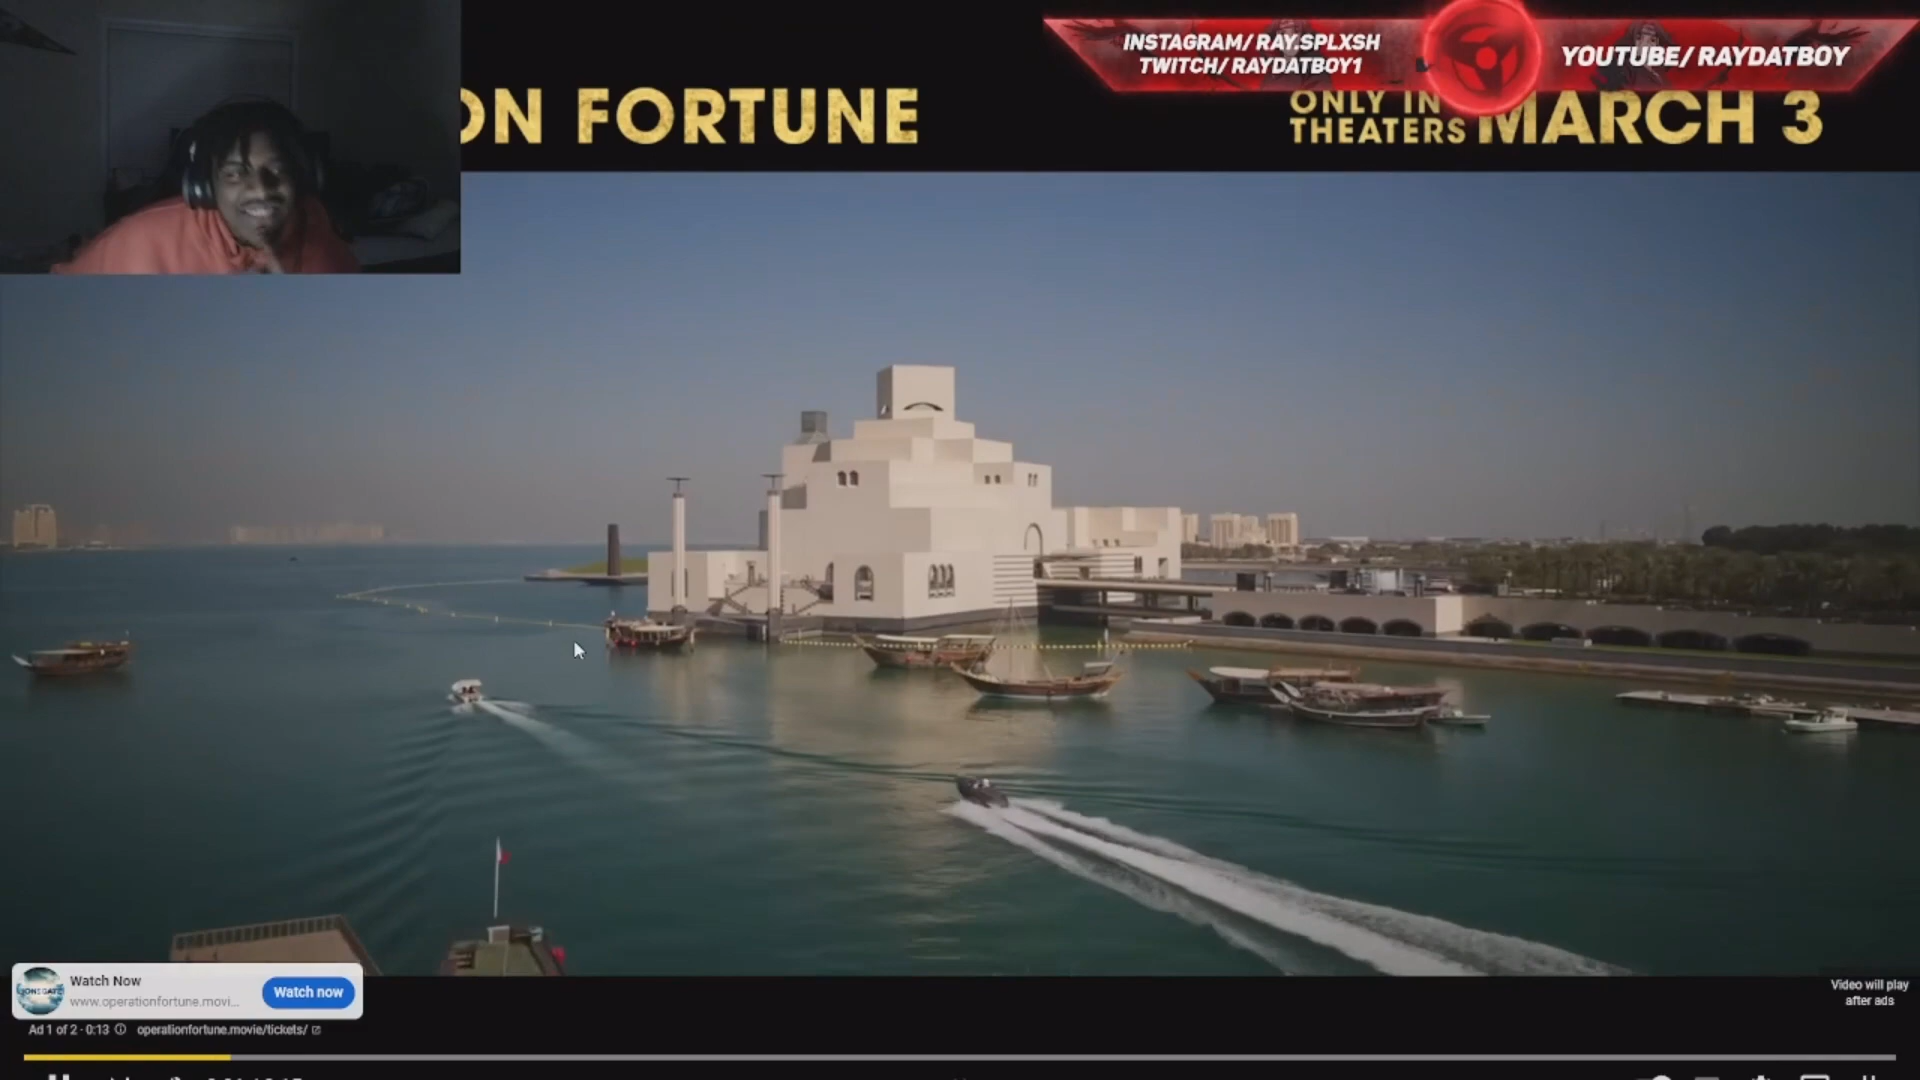 INSTAGRAM/ RAY.SPLXSH
TWITCH/ RAYDATBOY1
YOUTUBE/ RAYDATBOY
ON FORTUNE
ONLY IN
THEATERS
MARCH 3
Watch Now
www.operationfortune.movi...
Watch now
Video will play
after ads
Ad 1 of 2 · 0:13
operationfortune.movie/tickets/